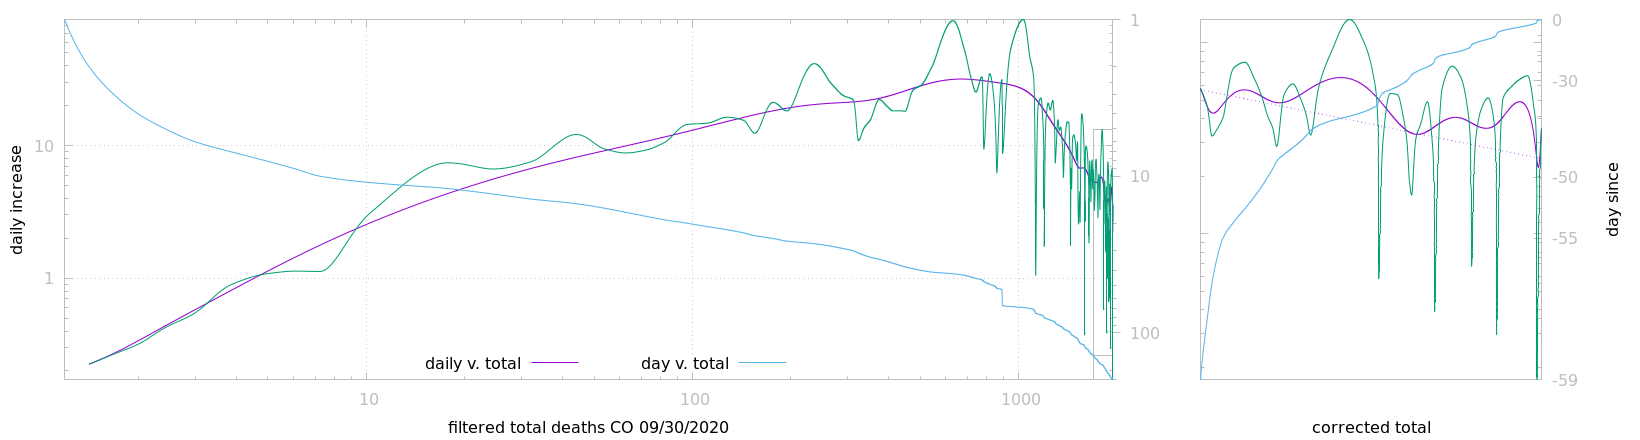 daily increase
10
1
1
10
100
daily v. total
day v. total
10
100
1000
filtered total deaths CO 09/30/2020
0
-30
-50
-55
-59
day since
corrected total